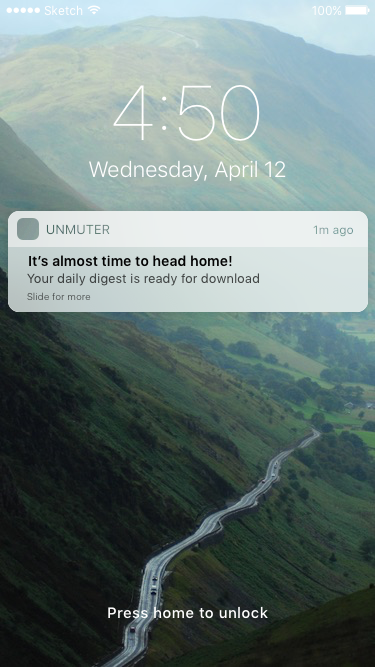 Sketch 100%
4:50
Wednesday, April 12
UNMUTER 1m ago
It’s almost time to head home!
Your daily digest is ready for download
Slide for more
Press home to unlock